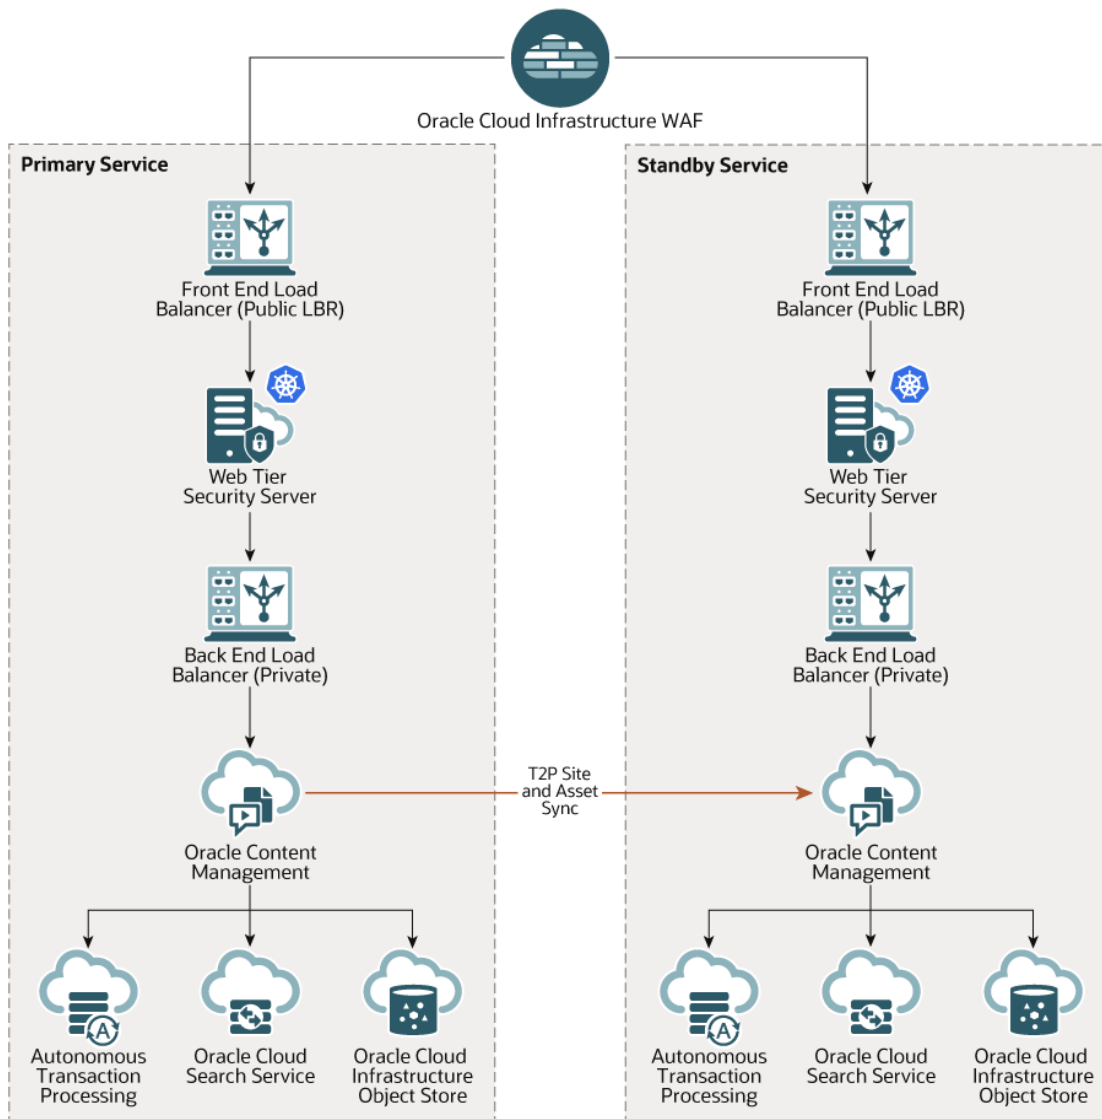 Oracle Cloud Infrastructure WAF
Primary Service
Front End Load
Balancer (Public LBR)
Web Tier
Security Server
Back End Load
Balancer (Private)
Oracle Content
Management
A
Autonomous
Transaction
Processing
Oracle Cloud
Search Service
Oracle Cloud
Infrastructure
Object Store
T2P Site
and Asset
Sync
Standby Service
Front End Load
Balancer (Public LBR)
Web Tier
Security Server
Back End Load
Balancer (Private)
Oracle Content
Management
A
Autonomous
Transaction
Processing
Oracle Cloud
Search Service
Oracle Cloud
Infrastructure
Object Store